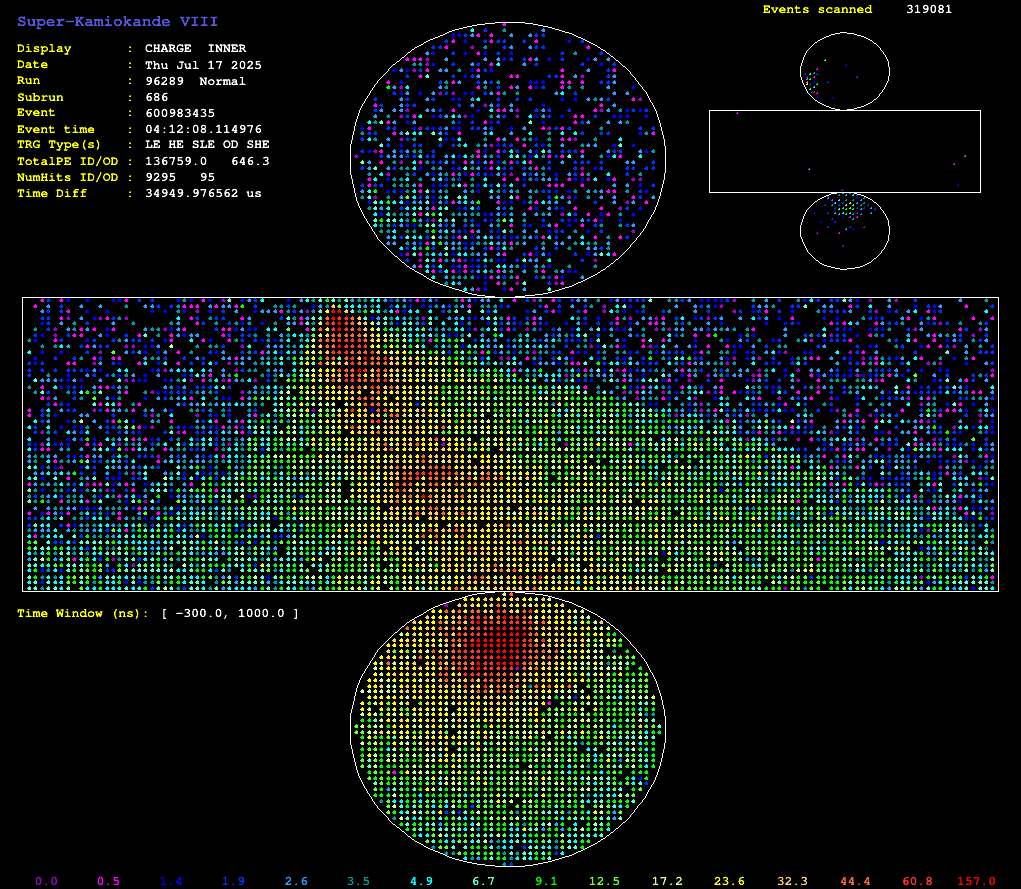 Super-Kamiokande VIII
Events scanned 319081
Display : CHARGE INNER
Date : Thu Jul 17 2025
Run : 96289 Normal
Subrun : 686
Event : 600983435
Event time : 04:12:08.114976
TRG Type(s) : LE HE SLE OD SHE
TotalPE ID/OD : 136759.0 646.3
NumHits ID/OD : 9295 95
Time Diff : 34949.976562 us
Time Window (ns): [ -300.0, 1000.0 ]
0.0 0.5 1.4 1.9 2.6 3.5 4.9 6.7 9.1 12.5 17.2 23.6 32.3 44.4 60.8 157.0